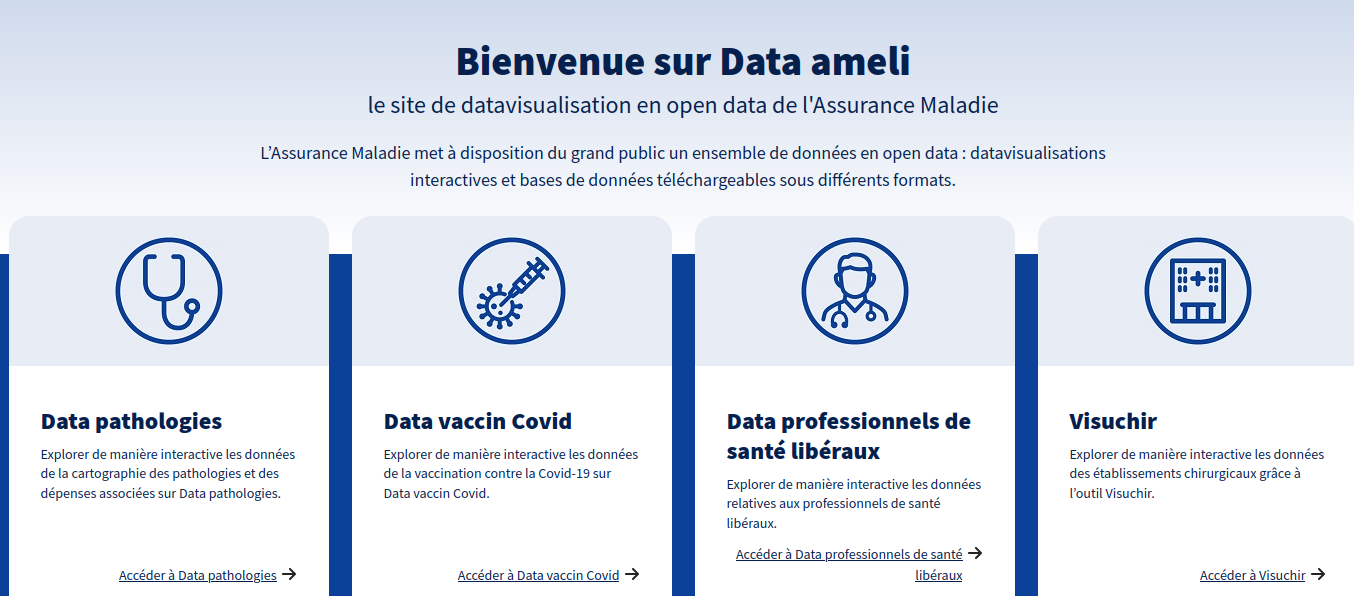 Bienvenue sur Data ameli
le site de datavisualisation en open data de l'Assurance Maladie
L’Assurance Maladie met à disposition du grand public un ensemble de données en open data : datavisualisations
interactives et bases de données téléchargeables sous différents formats.
Data pathologies
Explorer de manière interactive les données
de la cartographie des pathologies et des
dépenses associées sur Data pathologies.
Accéder à Data pathologies
Data vaccin Covid
Explorer de manière interactive les données
de la vaccination contre la Covid-19 sur
Data vaccin Covid.
Accéder à Data vaccin Covid
Data professionnels de
santé libéraux
Explorer de manière interactive les données
relatives aux professionnels de santé
libéraux.
Accéder à Data professionnels de santé
libéraux
Visuchir
Explorer de manière interactive les données
des établissements chirurgicaux grâce à
l’outil Visuchir.
Accéder à Visuchir